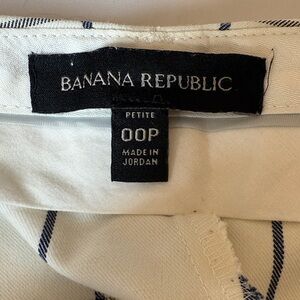 BANANA REPUBLIC
PETITE
00P
MADE IN
JORDAN